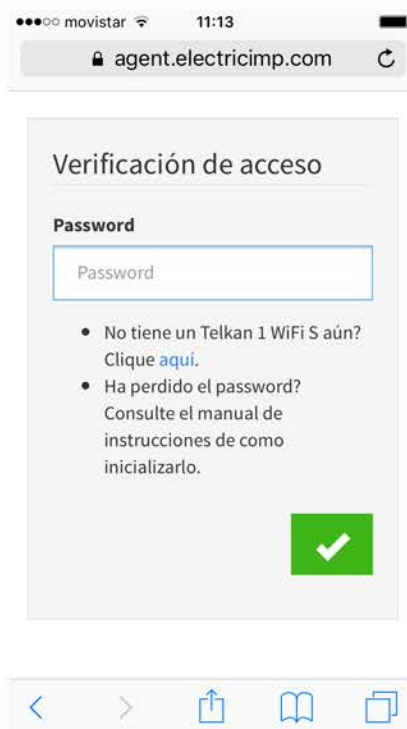 movistar 11:13
agent.electricimp.com
Verificación de acceso
Password
Password
No tiene un Telkan 1 WiFi S aún?
Clique aquí.
Ha perdido el password?
Consulte el manual de
instrucciones de como
inicializarlo.